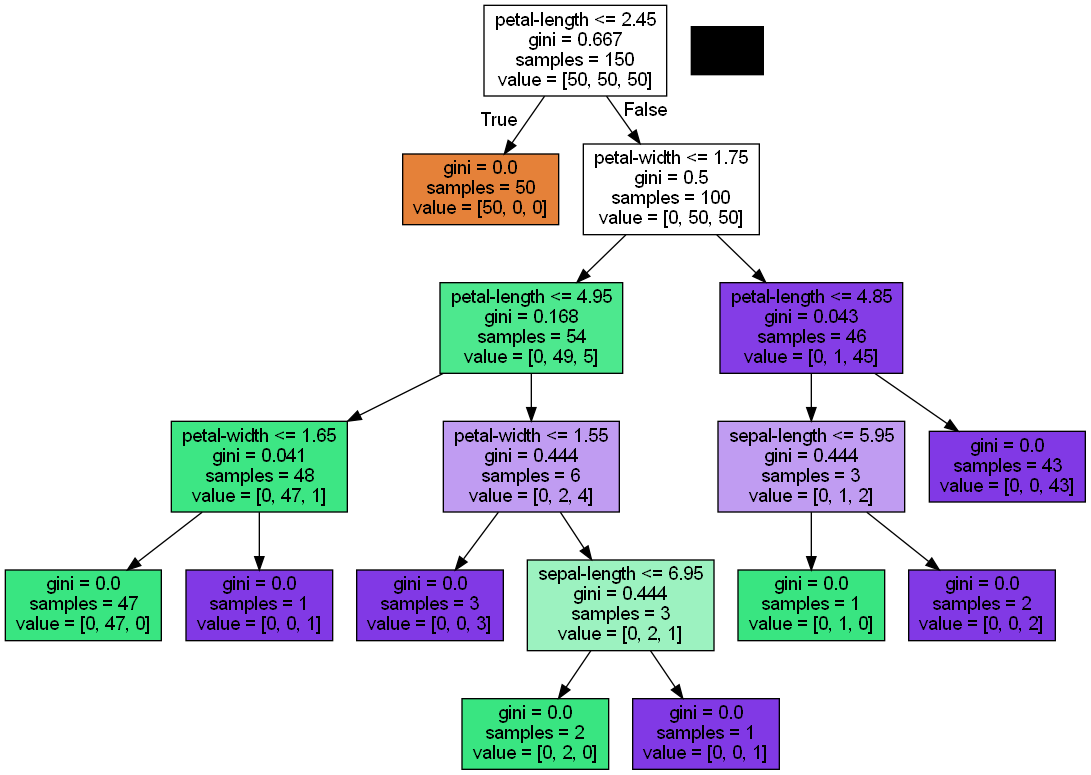 petal-length <= 2.45
gini = 0.667
samples = 150
value = [50, 50, 50]
True
False
gini = 0.0
samples = 50
value = [50, 0, 0]
petal-width <= 1.75
gini = 0.5
samples = 100
value = [0, 50, 50]
petal-length <= 4.95
gini = 0.168
samples = 54
value = [0, 49, 5]
petal-length <= 4.85
gini = 0.043
samples = 46
value = [0, 1, 45]
petal-width <= 1.65
gini = 0.041
samples = 48
value = [0, 47, 1]
petal-width <= 1.55
gini = 0.444
samples = 6
value = [0, 2, 4]
sepal-length <= 5.95
gini = 0.444
samples = 3
value = [0, 1, 2]
gini = 0.0
samples = 43
value = [0, 0, 43]
gini = 0.0
samples = 47
value = [0, 47, 0]
gini = 0.0
samples = 1
value = [0, 0, 1]
gini = 0.0
samples = 3
value = [0, 0, 3]
sepal-length <= 6.95
gini = 0.444
samples = 3
value = [0, 2, 1]
gini = 0.0
samples = 1
value = [0, 1, 0]
gini = 0.0
samples = 2
value = [0, 0, 2]
gini = 0.0
samples = 2
value = [0, 2, 0]
gini = 0.0
samples = 1
value = [0, 0, 1]